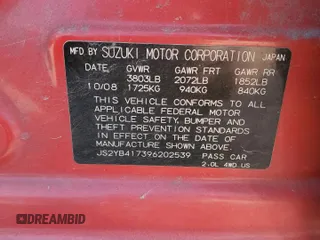 MFD BY SUZUKI MOTOR CORPORATION JAPAN
DATE GVWR GAWR FRT GAWR RR
3803LB 2072LB 1852LB
10/08 1725KG 940KG 840KG
THIS VEHICLE CONFORMS TO ALL
APPLICABLE FEDERAL MOTOR
VEHICLE SAFETY, BUMPER AND
THEFT PREVENTION STANDARDS
IN EFFECT ON THE DATE OF
MANUFACTURE SHOWN ABOVE.
JS2YB417396202539 PASS CAR
2.0L 4WD US